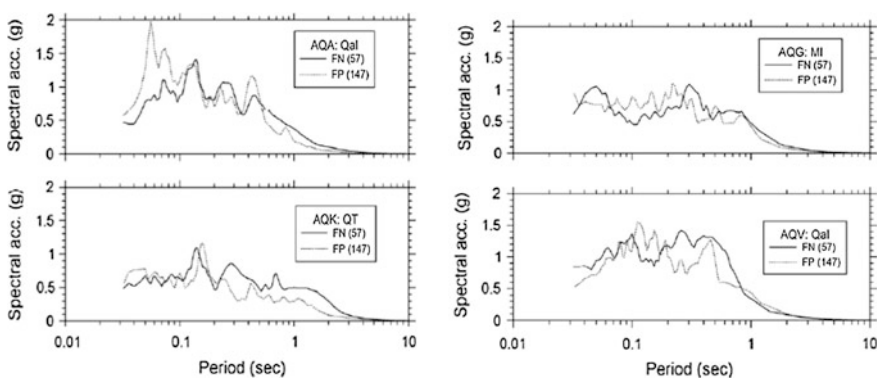 Spectral acc. (g)
2
1.5
1
0.5
0
AQA: Qal
FN (57)
FP (147)
Spectral acc. (g)
2
1.5
1
0.5
0
AQG: MI
FN (57)
FP (147)
Spectral acc. (g)
2
1.5
1
0.5
0
AQK: QT
FN (57)
FP (147)
0.01
0.1
1
10
Period (sec)
Spectral acc. (g)
2
1.5
1
0.5
0
AQV: Qal
FN (57)
FP (147)
0.01
0.1
1
10
Period (sec)